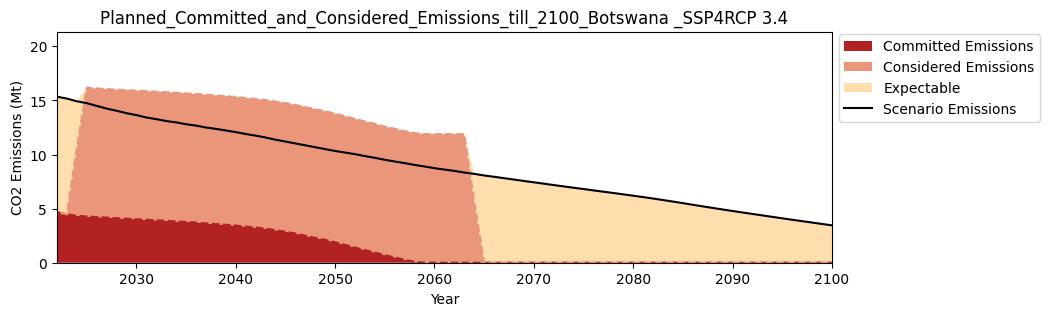 Planned_Committed_and_Considered_Emissions_till_2100_Botswana _SSP4RCP 3.4
20
15
10
5
0
CO2 Emissions (Mt)
2030 2040 2050 2060 2070 2080 2090 2100
Year
Committed Emissions
Considered Emissions
Expectable
Scenario Emissions